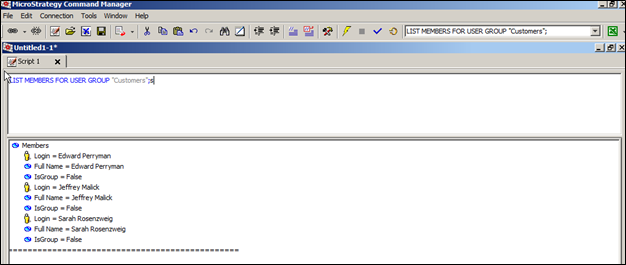 MicroStrategy Command Manager
File Edit Connection Tools Window Help
LIST MEMBERS FOR USER GROUP "Customers";
Untitled1-1*
Script 1
LIST MEMBERS FOR USER GROUP "Customers";s
Members
Login = Edward Perryman
Full Name = Edward Perryman
IsGroup = False
Login = Jeffrey Malick
Full Name = Jeffrey Malick
IsGroup = False
Login = Sarah Rosenzweig
Full Name = Sarah Rosenzweig
IsGroup = False
================================================